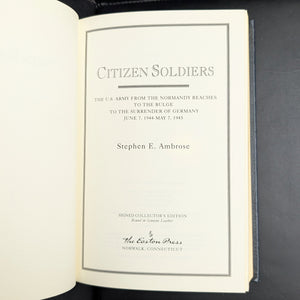 CITIZEN SOLDIERS
THE U.S. ARMY FROM THE NORMANDY BEACHES
TO THE BULGE
TO THE SURRENDER OF GERMANY
JUNE 7, 1944-MAY 7, 1945
Stephen E. Ambrose
SIGNED COLLECTOR'S EDITION
Bound in Genuine Leather
the Easton Press
NORWALK, CONNECTICUT